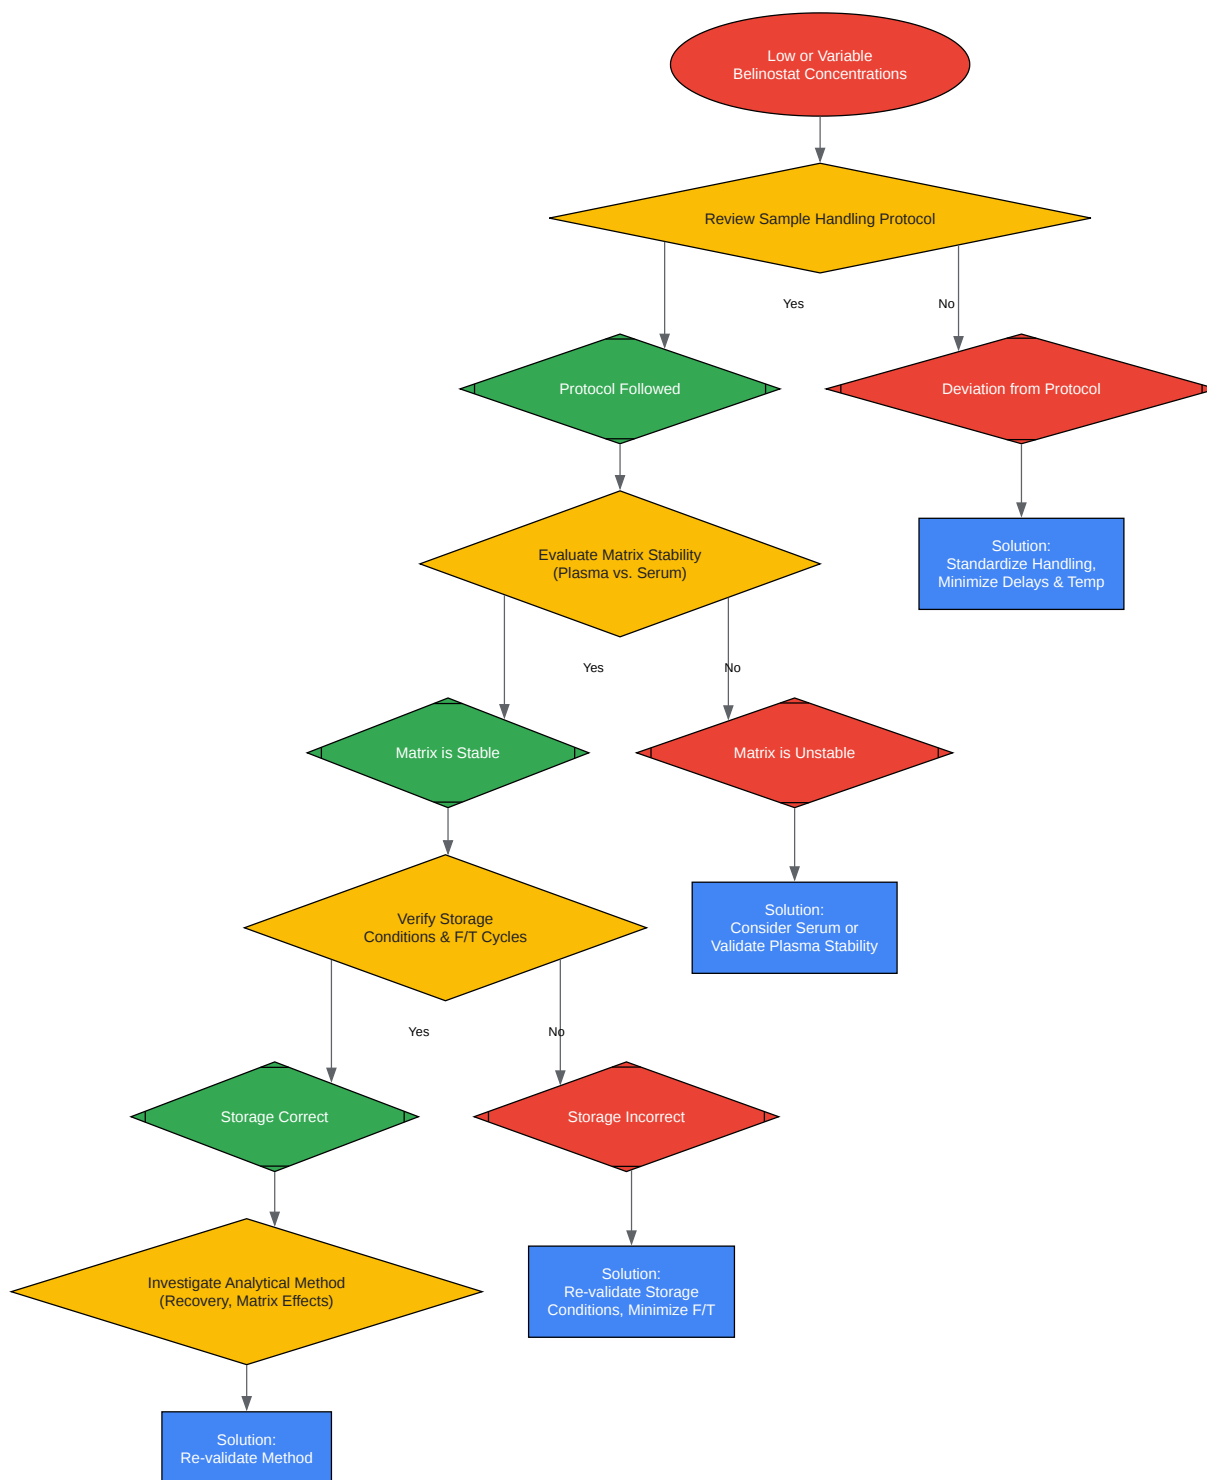 Low or Variable
Belinostat Concentrations
Review Sample Handling Protocol
Yes
No
Protocol Followed
Deviation from Protocol
Evaluate Matrix Stability
(Plasma vs. Serum)
Solution:
Standardize Handling,
Minimize Delays & Temp
Yes
No
Matrix is Stable
Matrix is Unstable
Verify Storage
Conditions & F/T Cycles
Solution:
Consider Serum or
Validate Plasma Stability
Yes
No
Storage Correct
Storage Incorrect
Investigate Analytical Method
(Recovery, Matrix Effects)
Solution:
Re-validate Storage
Conditions, Minimize F/T
Solution:
Re-validate Method